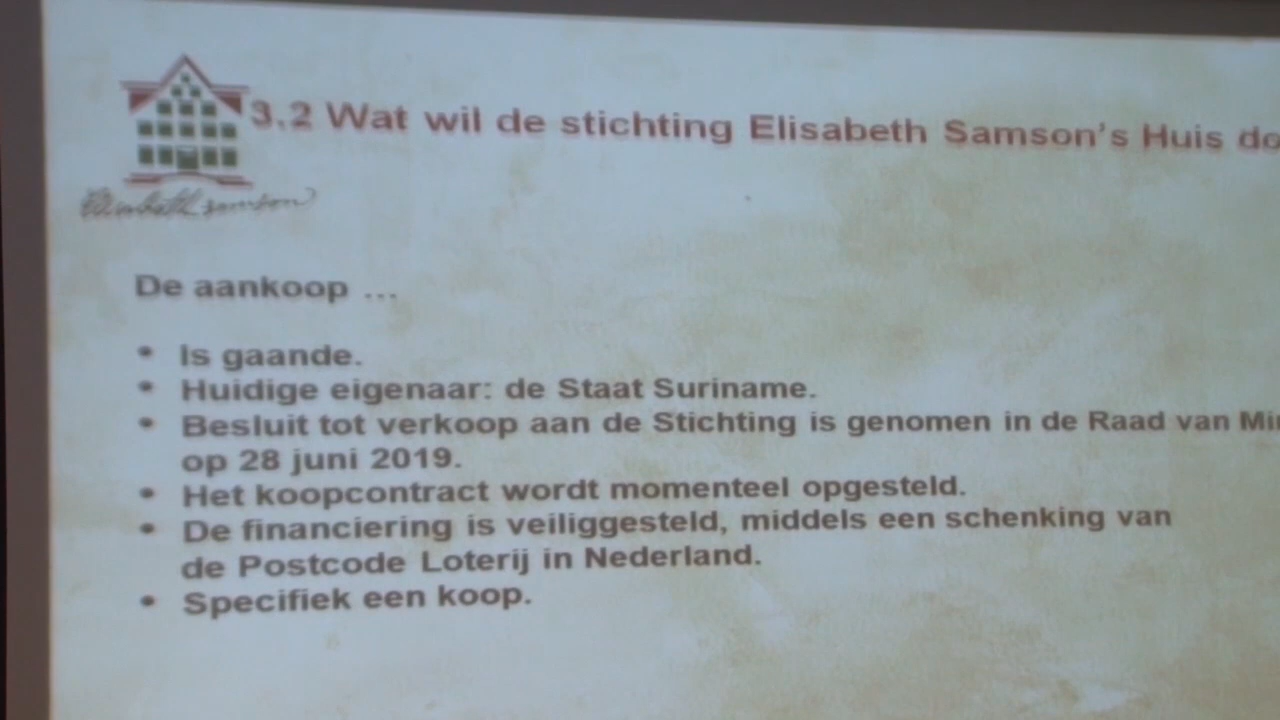 3.2 Wat wil de stichting Elisabeth Samson's Huis
Elisabeth Samson
De aankoop ...
• Is gaande.
• Huidige eigenaar: de Staat Suriname.
• Besluit tot verkoop aan de Stichting is genomen in de Raad van
op 28 juni 2019.
• Het koopcontract wordt momenteel opgesteld.
• De financiering is veiliggesteld, middels een schenking van
de Postcode Loterij in Nederland.
• Specifiek een koop.